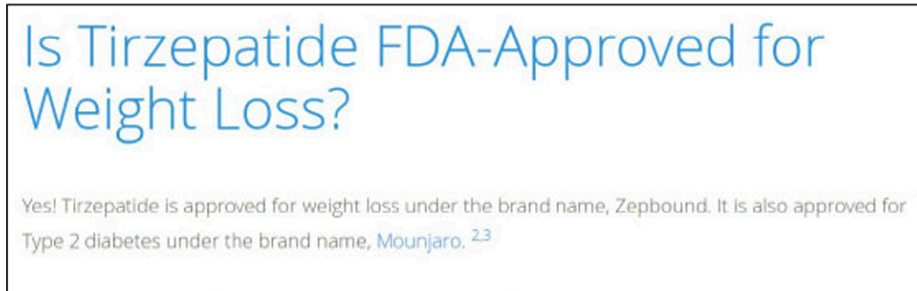 Is Tirzepatide FDA-Approved for
Weight Loss?
Yes! Tirzepatide is approved for weight loss under the brand name, Zepbound. It is also approved for
Type 2 diabetes under the brand name, Mounjaro. 2,3